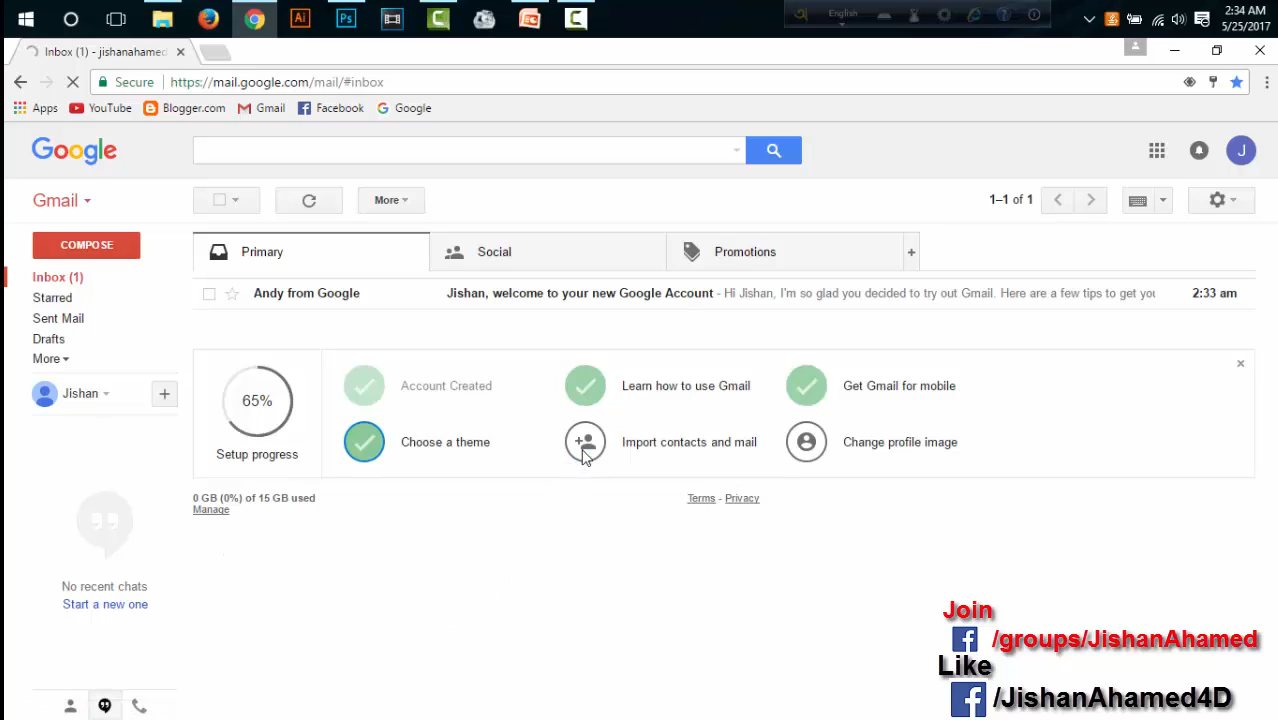 English
2:34 AM
5/25/2017
Inbox (1) - jishanahamed
Secure
https://mail.google.com/mail/#inbox
Apps
YouTube
Blogger.com
Gmail
Facebook
Google
Google
J
Gmail
More
1–1 of 1
COMPOSE
Primary
Social
Promotions
Inbox (1)
Starred
Sent Mail
Drafts
More
Andy from Google
Jishan, welcome to your new Google Account - Hi Jishan, I'm so glad you decided to try out Gmail. Here are a few tips to get you
2:33 am
65%
Setup progress
Account Created
Learn how to use Gmail
Get Gmail for mobile
Choose a theme
Import contacts and mail
Change profile image
Jishan
0 GB (0%) of 15 GB used
Manage
Terms - Privacy
No recent chats
Start a new one
Join
/groups/JishanAhamed
Like
/JishanAhamed4D